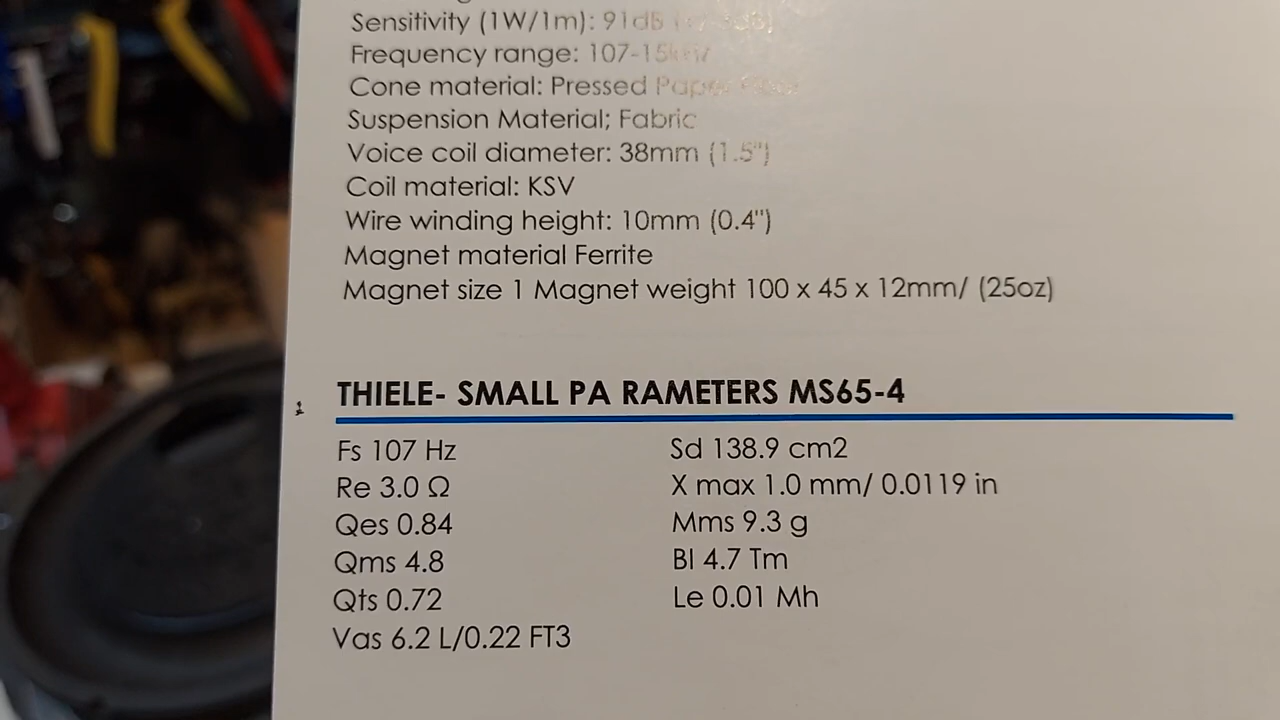 Sensitivity (1W/1m): 91dB
Frequency range: 107-15kHz
Cone material: Pressed Paper
Suspension Material; Fabric
Voice coil diameter: 38mm (1.5")
Coil material: KSV
Wire winding height: 10mm (0.4")
Magnet material Ferrite
Magnet size 1 Magnet weight 100 x 45 x 12mm/ (25oz)
THIELE- SMALL PA RAMETERS MS65-4
Fs 107 Hz
Re 3.0 Ω
Qes 0.84
Qms 4.8
Qts 0.72
Vas 6.2 L/0.22 FT3
Sd 138.9 cm2
X max 1.0 mm/ 0.0119 in
Mms 9.3 g
Bl 4.7 Tm
Le 0.01 Mh